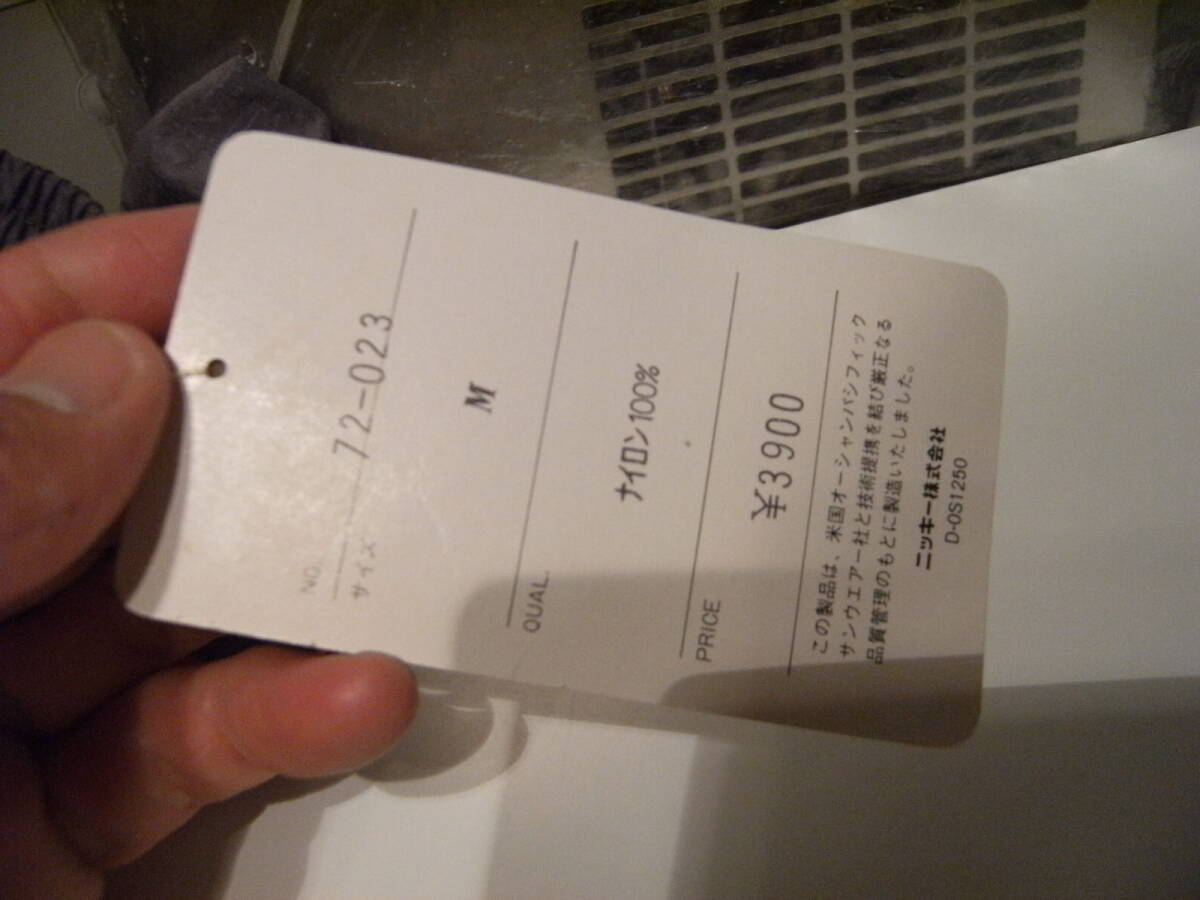 NO. 72-023
サイズ
M
QUAL.
ナイロン100%
PRICE
¥3900
この製品は、米国オーシャンパシフィック
サンウエアー社と技術提携を結び厳正なる
品質管理のもとに製造いたしました。
ニッキー株式会社
D-OS1250